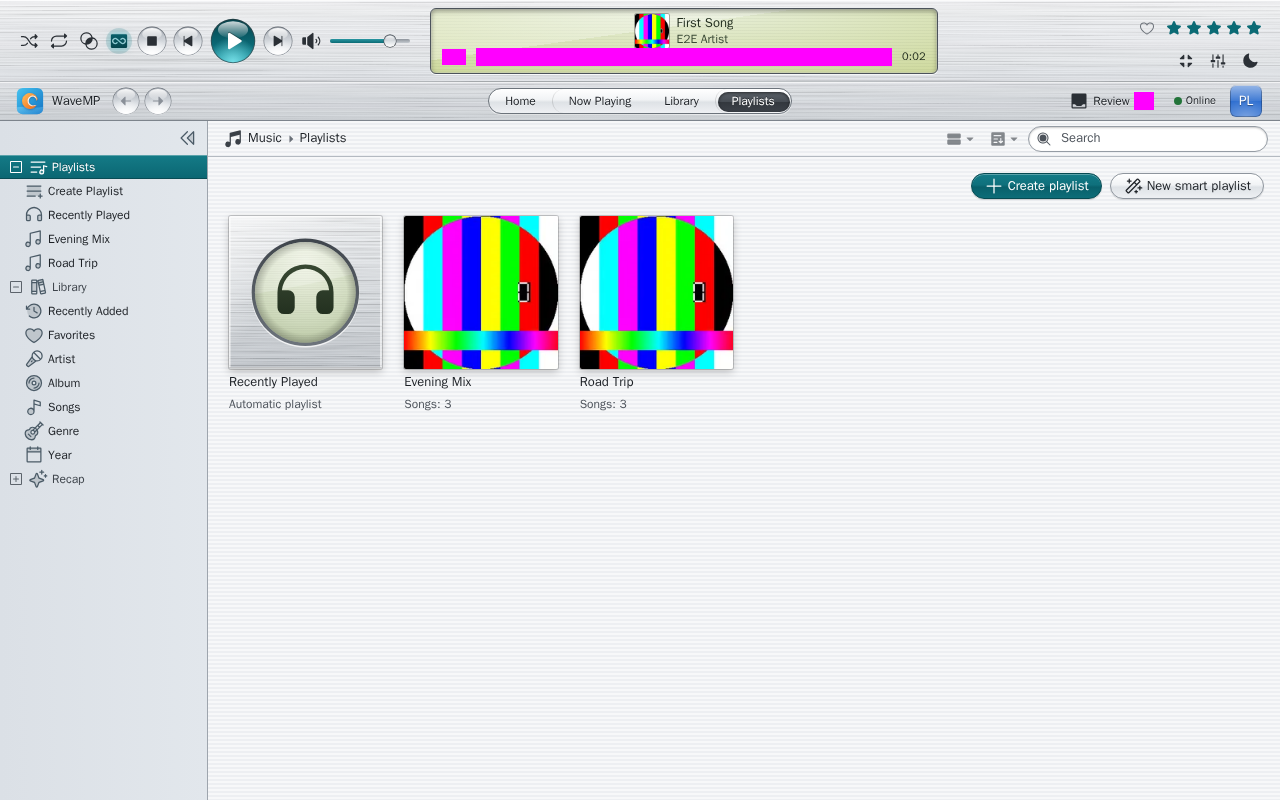 First Song
E2E Artist
0:02
WaveMP
Home
Now Playing
Library
Playlists
Review
Online
PL
Music
Playlists
Search
Playlists
Create Playlist
Recently Played
Evening Mix
Road Trip
Library
Recently Added
Favorites
Artist
Album
Songs
Genre
Year
Recap
Create playlist
New smart playlist
Recently Played
Automatic playlist
Evening Mix
Songs: 3
Road Trip
Songs: 3